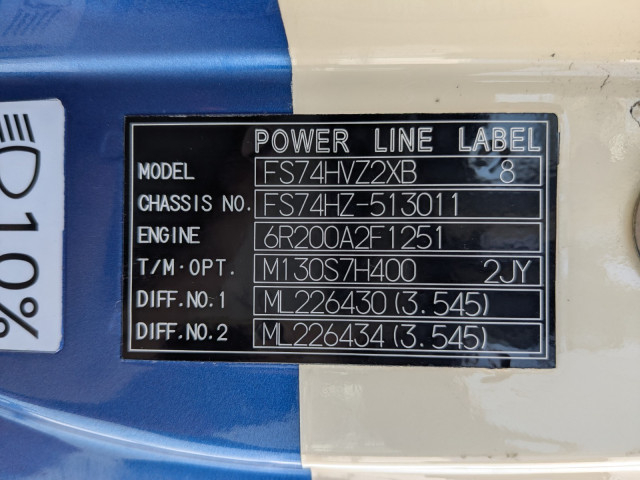 POWER LINE LABEL
MODEL FS74HVZ2XB 8
CHASSIS NO. FS74HZ-513011
ENGINE 6R200A2F1251
T/M·OPT. M130S7H400 2JY
DIFF.NO.1 ML226430(3.545)
DIFF.NO.2 ML226434(3.545)
10%